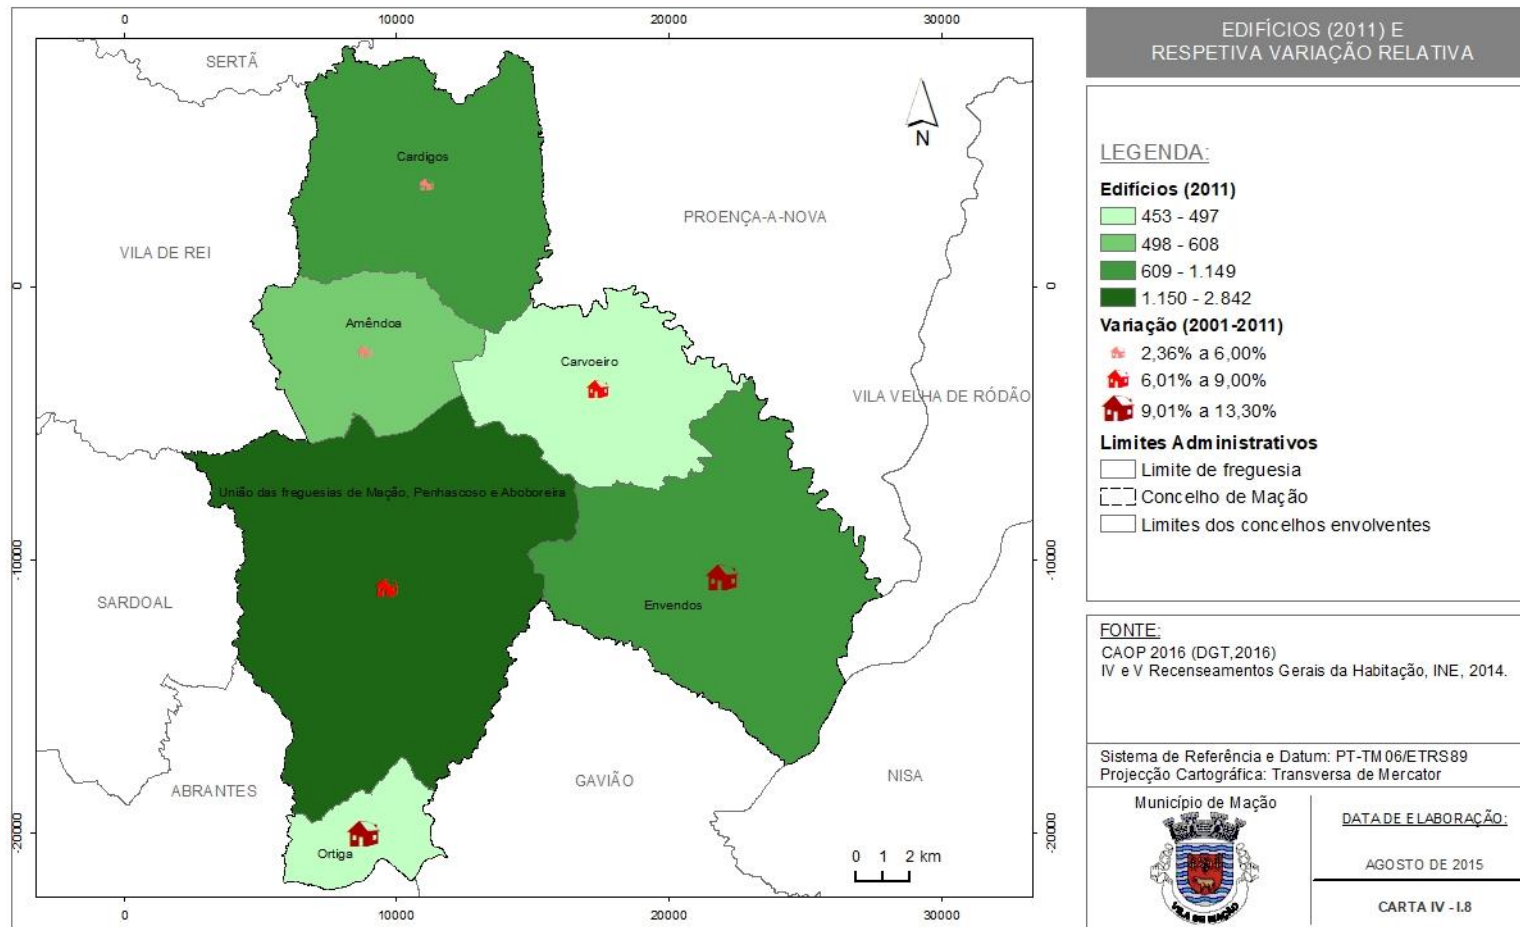 0
10000
20000
30000
SERTÃ
N
Cardigos
PROENÇA-A-NOVA
VILA DE REI
0
0
Amêndoa
Carvoeiro
VILA VELHA DE RÓDÃO
União das freguesias de Mação, Penhascoso e Aboboreira
-10000
-10000
SARDOAL
Envendos
GAVIÃO
NISA
ABRANTES
-20000
-20000
Ortiga
0 1 2 km
0
10000
20000
30000
EDIFÍCIOS (2011) E
RESPETIVA VARIAÇÃO RELATIVA
LEGENDA:
Edifícios (2011)
453 - 497
498 - 608
609 - 1.149
1.150 - 2.842
Variação (2001-2011)
2,36% a 6,00%
6,01% a 9,00%
9,01% a 13,30%
Limites Administrativos
Limite de freguesia
Concelho de Mação
Limites dos concelhos envolventes
FONTE:
CAOP 2016 (DGT,2016)
IV e V Recenseamentos Gerais da Habitação, INE, 2014.
Sistema de Referência e Datum: PT-TM06/ETRS89
Projecção Cartográfica: Transversa de Mercator
Município de Mação
VILA DE MAÇÃO
DATA DE ELABORAÇÃO:
AGOSTO DE 2015
CARTA IV - I.8